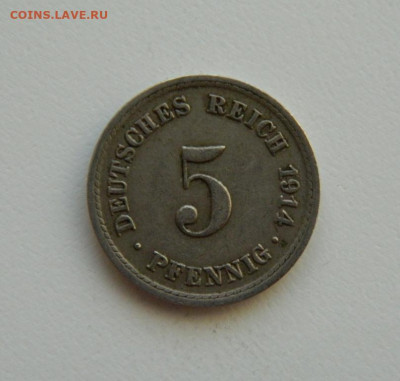 COINS.LAVE.RU
DEUTSCHES REICH 1914
5
• PFENNIG •